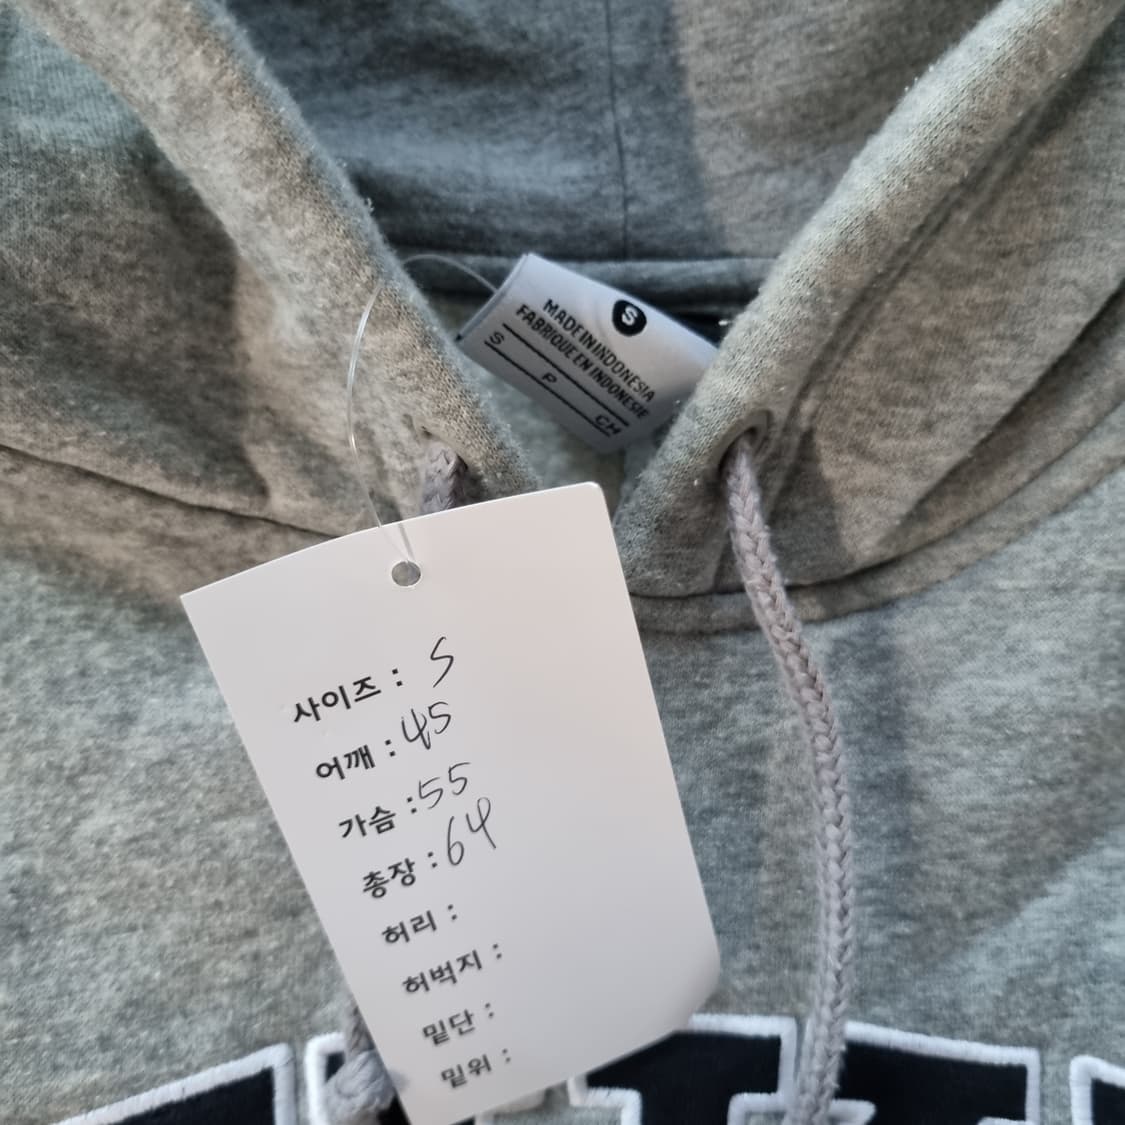 S
MADE IN INDONESIA
FABRIQUE EN INDONESIE
S
P
CH
사이즈 : S
어깨 : 45
가슴 : 55
총장 : 64
허리 :
허벅지 :
밑단 :
밑위 :